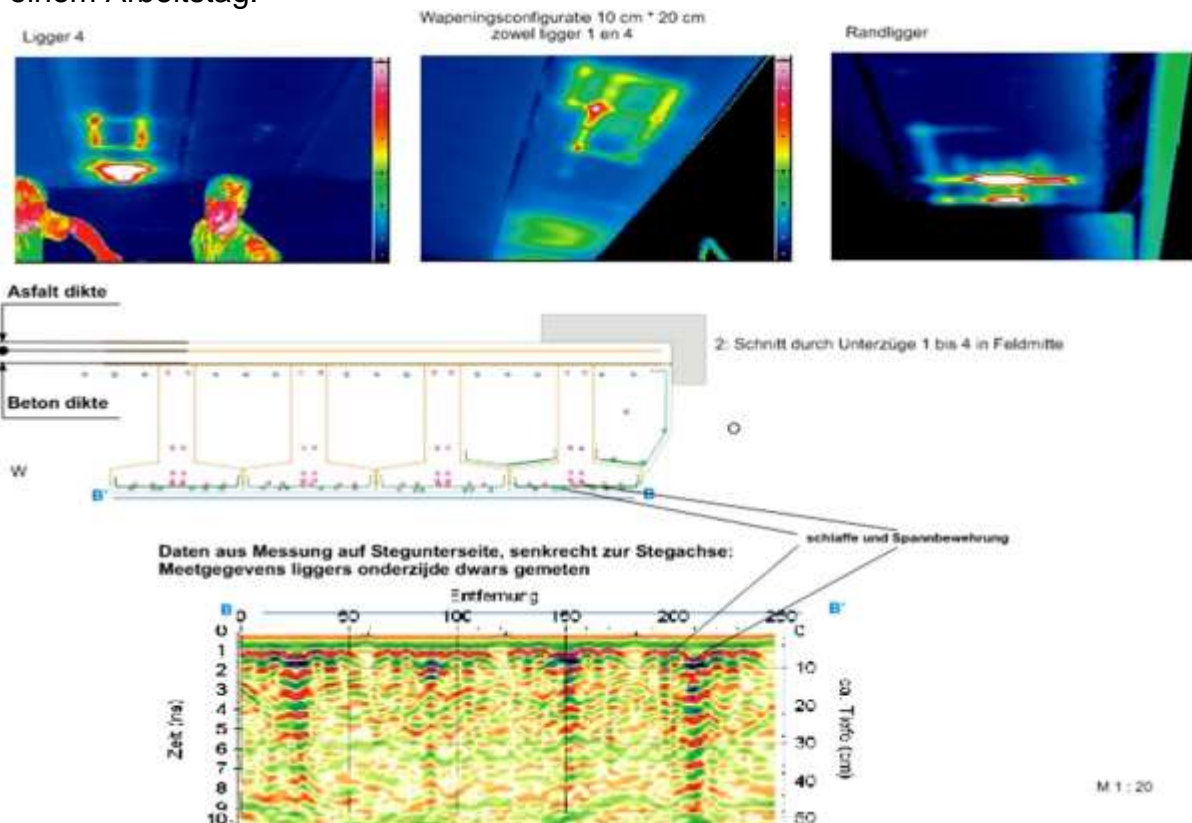 einem Arbeitstag.
Wapeningsconfiguratie 10 cm * 20 cm
zowel ligger 1 en 4
Ligger 4
Randligger
Asfalt dikte
2: Schnitt durch Unterzüge 1 bis 4 in Feldmitte
Beton dikte
O
W
B'
B
schlaffe und Spannbewehrung
Daten aus Messung auf Stegunterseite, senkrecht zur Stegachse:
Meetgegevens liggers onderzijde dwars gemeten
Entfernung
B
B'
0 50 100 150 200 250
0
1
2
3
4
5
6
7
8
9
10
Zeit (ns)
0
10
20
30
40
50
ca. Tiefe (cm)
M 1 : 20